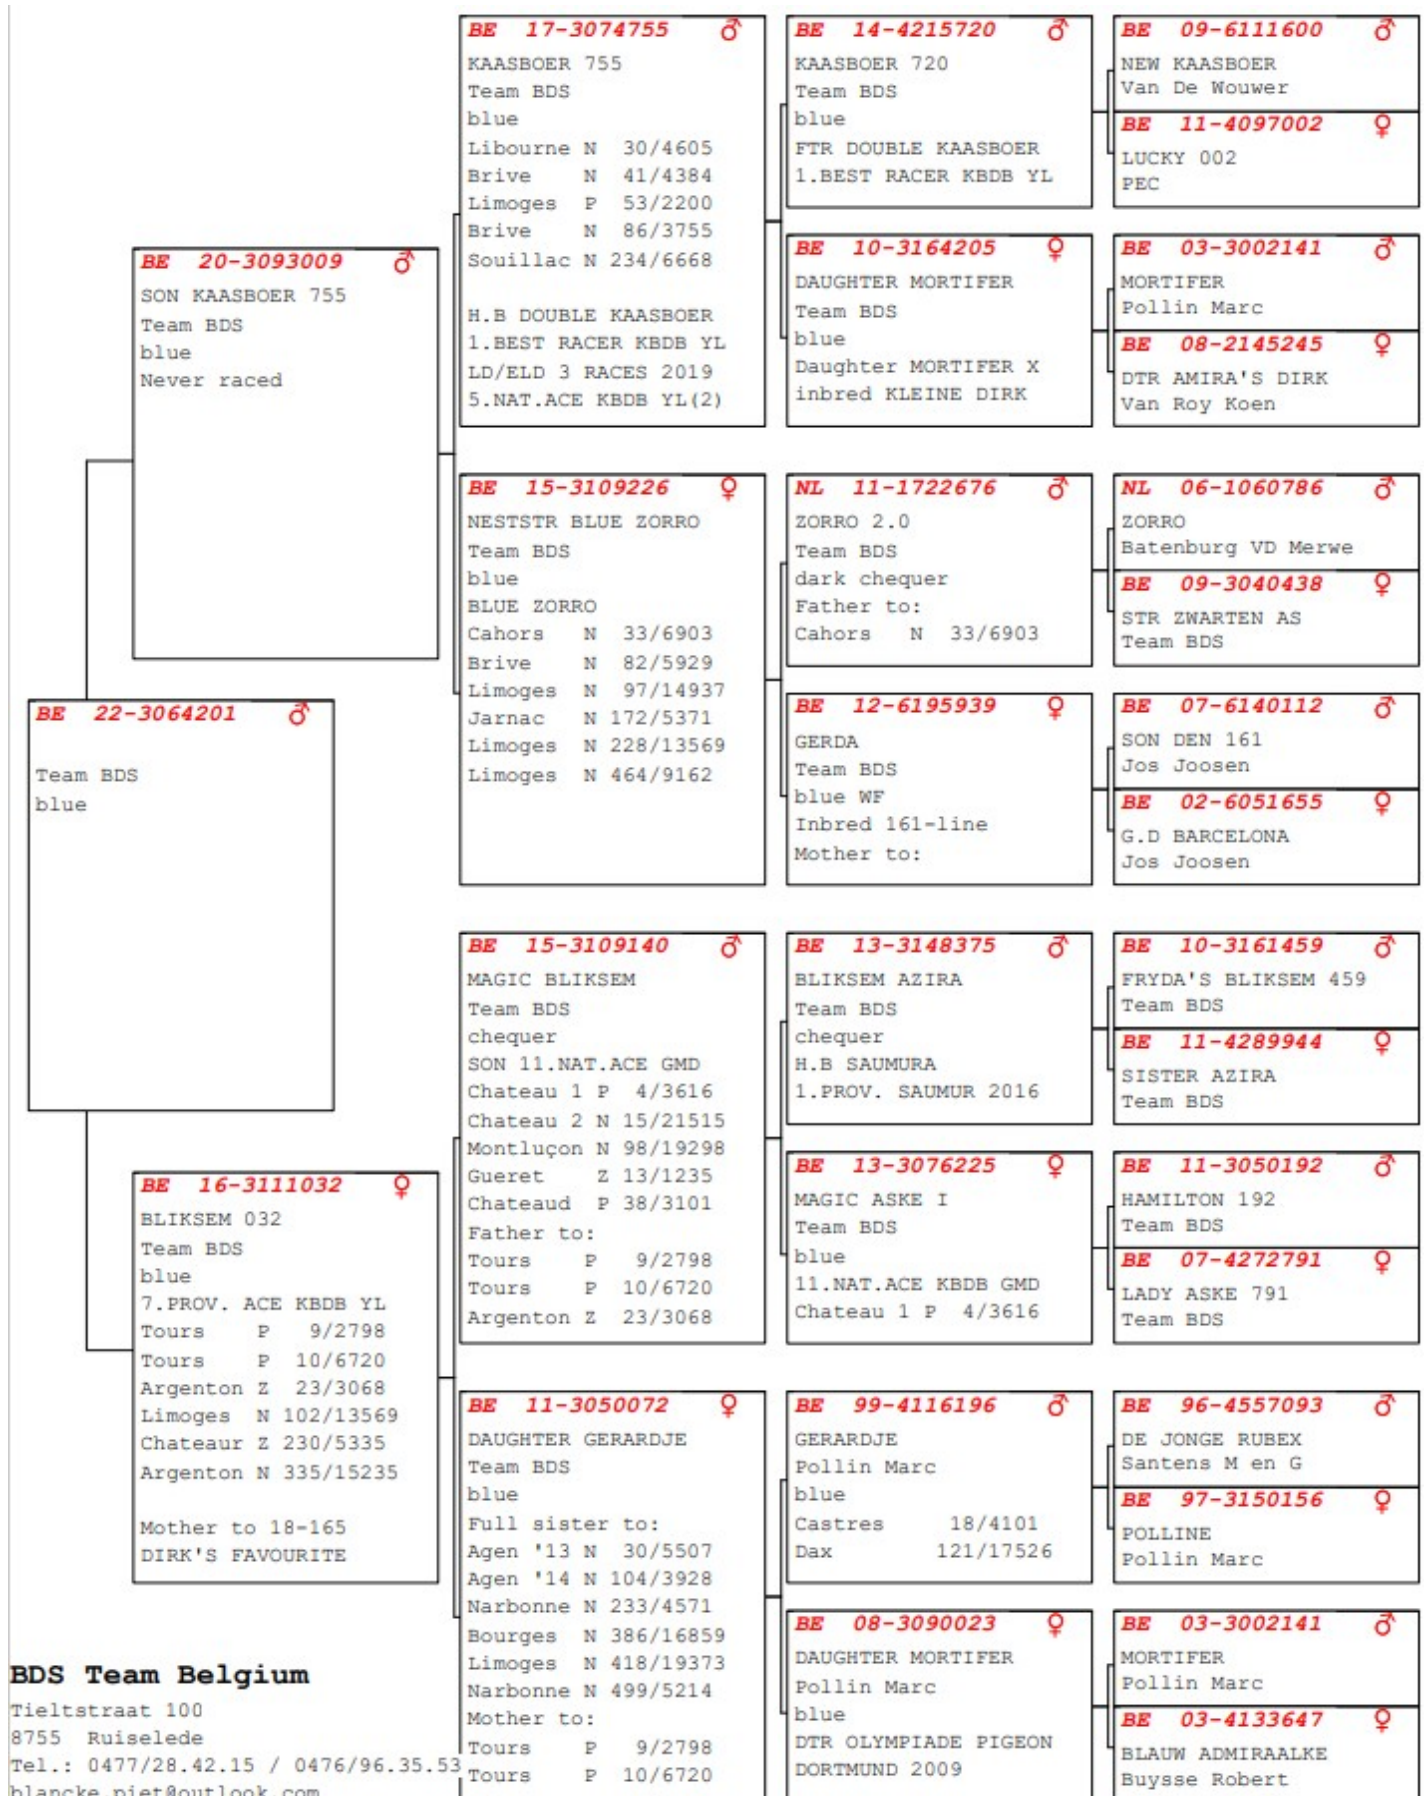 BE 22-3064201 ♂
Team BDS
blue
BE 20-3093009 ♂
SON KAASBOER 755
Team BDS
blue
Never raced
BE 16-3111032 ♀
BLIKSEM 032
Team BDS
blue
7.PROV. ACE KBDB YL
Tours P 9/2798
Tours P 10/6720
Argenton Z 23/3068
Limoges N 102/13569
Chateaur Z 230/5335
Argenton N 335/15235
Mother to 18-165
DIRK'S FAVOURITE
BE 17-3074755 ♂
KAASBOER 755
Team BDS
blue
Libourne N 30/4605
Brive N 41/4384
Limoges P 53/2200
Brive N 86/3755
Souillac N 234/6668
H.B DOUBLE KAASBOER
1.BEST RACER KBDB YL
LD/ELD 3 RACES 2019
5.NAT.ACE KBDB YL(2)
BE 15-3109226 ♀
NESTSTR BLUE ZORRO
Team BDS
blue
BLUE ZORRO
Cahors N 33/6903
Brive N 82/5929
Limoges N 97/14937
Jarnac N 172/5371
Limoges N 228/13569
Limoges N 464/9162
BE 15-3109140 ♂
MAGIC BLIKSEM
Team BDS
chequer
SON 11.NAT.ACE GMD
Chateau 1 P 4/3616
Chateau 2 N 15/21515
Montluçon N 98/19298
Gueret Z 13/1235
Chateaud P 38/3101
Father to:
Tours P 9/2798
Tours P 10/6720
Argenton Z 23/3068
BE 11-3050072 ♀
DAUGHTER GERARDJE
Team BDS
blue
Full sister to:
Agen '13 N 30/5507
Agen '14 N 104/3928
Narbonne N 233/4571
Bourges N 386/16859
Limoges N 418/19373
Narbonne N 499/5214
Mother to:
Tours P 9/2798
Tours P 10/6720
BE 14-4215720 ♂
KAASBOER 720
Team BDS
blue
FTR DOUBLE KAASBOER
1.BEST RACER KBDB YL
BE 10-3164205 ♀
DAUGHTER MORTIFER
Team BDS
blue
Daughter MORTIFER X
inbred KLEINE DIRK
NL 11-1722676 ♂
ZORRO 2.0
Team BDS
dark chequer
Father to:
Cahors N 33/6903
BE 12-6195939 ♀
GERDA
Team BDS
blue WF
Inbred 161-line
Mother to:
BE 13-3148375 ♂
BLIKSEM AZIRA
Team BDS
chequer
H.B SAUMURA
1.PROV. SAUMUR 2016
BE 13-3076225 ♀
MAGIC ASKE I
Team BDS
blue
11.NAT.ACE KBDB GMD
Chateau 1 P 4/3616
BE 99-4116196 ♂
GERARDJE
Pollin Marc
blue
Castres 18/4101
Dax 121/17526
BE 08-3090023 ♀
DAUGHTER MORTIFER
Pollin Marc
blue
DTR OLYMPIADE PIGEON
DORTMUND 2009
BE 09-6111600 ♂
NEW KAASBOER
Van De Wouwer
BE 11-4097002 ♀
LUCKY 002
PEC
BE 03-3002141 ♂
MORTIFER
Pollin Marc
BE 08-2145245 ♀
DTR AMIRA'S DIRK
Van Roy Koen
NL 06-1060786 ♂
ZORRO
Batenburg VD Merwe
BE 09-3040438 ♀
STR ZWARTEN AS
Team BDS
BE 07-6140112 ♂
SON DEN 161
Jos Joosen
BE 02-6051655 ♀
G.D BARCELONA
Jos Joosen
BE 10-3161459 ♂
FRYDA'S BLIKSEM 459
Team BDS
BE 11-4289944 ♀
SISTER AZIRA
Team BDS
BE 11-3050192 ♂
HAMILTON 192
Team BDS
BE 07-4272791 ♀
LADY ASKE 791
Team BDS
BE 96-4557093 ♂
DE JONGE RUBEX
Santens M en G
BE 97-3150156 ♀
POLLINE
Pollin Marc
BE 03-3002141 ♂
MORTIFER
Pollin Marc
BE 03-4133647 ♀
BLAUW ADMIRAALKE
Buysse Robert
BDS Team Belgium
Tieltstraat 100
8755 Ruiselede
Tel.: 0477/28.42.15 / 0476/96.35.53
blancke.piet@outlook.com